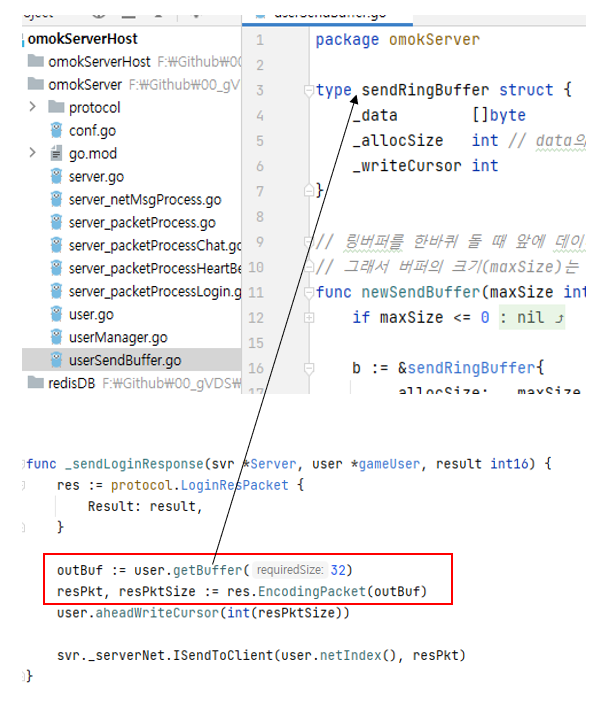 userSendBuffer.go
omokServerHost
omokServerHost F:₩Github₩00
omokServer F:₩Github₩00_gV
protocol
conf.go
go.mod
server.go
server_netMsgProcess.go
server_packetProcess.go
server_packetProcessChat.go
server_packetProcessHeartBe
server_packetProcessLogin.g
user.go
userManager.go
userSendBuffer.go
redisDB F:₩Github₩00_gVDS₩
1 package omokServer
2
3 type sendRingBuffer struct {
4 _data []byte
5 _allocSize int // data의
6 _writeCursor int
7 }
8
9 // 링버퍼를 한바퀴 돌 때 앞에 데이
10 // 그래서 버퍼의 크기(maxSize)는
11 func newSendBuffer(maxSize int
12 if maxSize <= 0 : nil ⤴
15
16 b := &sendRingBuffer{
17 allocSize: maxSize
func _sendLoginResponse(svr *Server, user *gameUser, result int16) {
res := protocol.LoginResPacket {
Result: result,
}
outBuf := user.getBuffer( requiredSize: 32)
resPkt, resPktSize := res.EncodingPacket(outBuf)
user.aheadWriteCursor(int(resPktSize))
svr._serverNet.ISendToClient(user.netIndex(), resPkt)
}